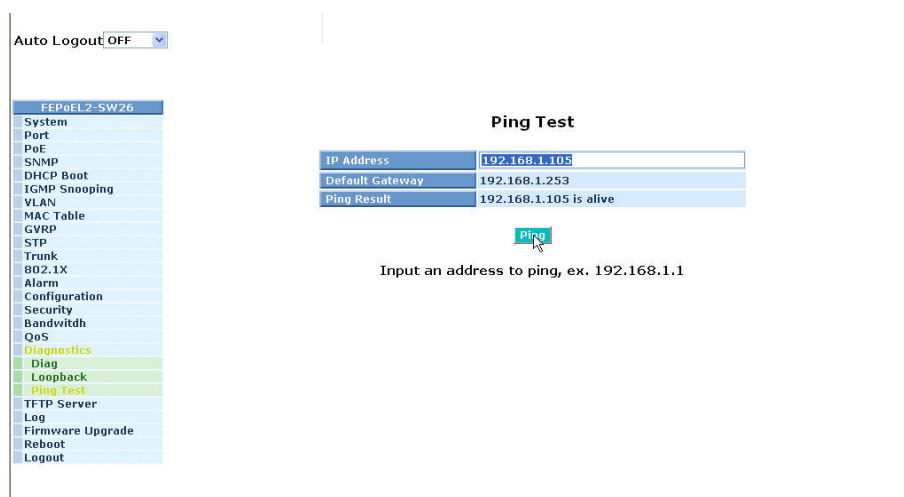 Auto Logout OFF
FEPoEL2-SW26
System
Port
PoE
SNMP
DHCP Boot
IGMP Snooping
VLAN
MAC Table
GVRP
STP
Trunk
802.1X
Alarm
Configuration
Security
Bandwitdh
QoS
Diagnostics
Diag
Loopback
Ping Test
TFTP Server
Log
Firmware Upgrade
Reboot
Logout
Ping Test
IP Address 192.168.1.105
Default Gateway 192.168.1.253
Ping Result 192.168.1.105 is alive
Ping
Input an address to ping, ex. 192.168.1.1